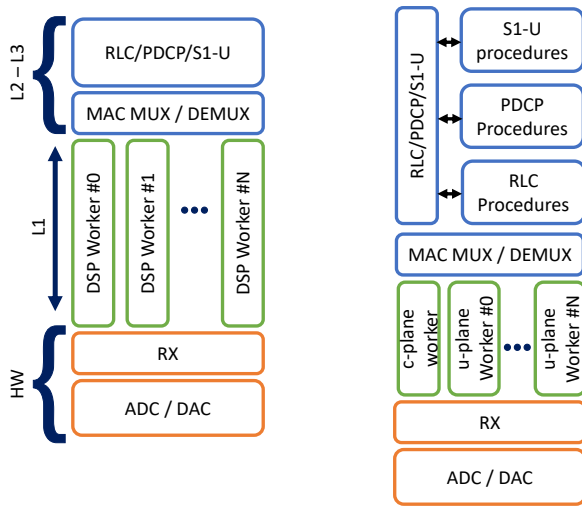 L2 – L3
RLC/PDCP/S1-U
MAC MUX / DEMUX
L1
DSP Worker #0
DSP Worker #1
DSP Worker #N
HW
RX
ADC / DAC
RLC/PDCP/S1-U
S1-U
procedures
PDCP
Procedures
RLC
Procedures
MAC MUX / DEMUX
c-plane
worker
u-plane
Worker #0
u-plane
Worker #N
RX
ADC / DAC